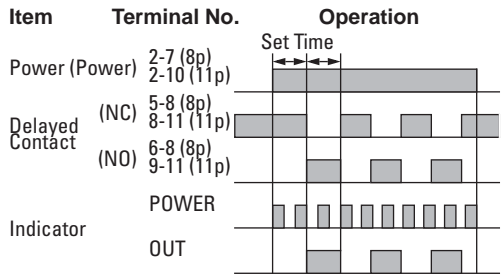 Item Terminal No. Operation
Set Time
Power (Power) 2-7 (8p)
2-10 (11p)
Delayed
Contact
(NC) 5-8 (8p)
8-11 (11p)
(NO) 6-8 (8p)
9-11 (11p)
Indicator
POWER
OUT